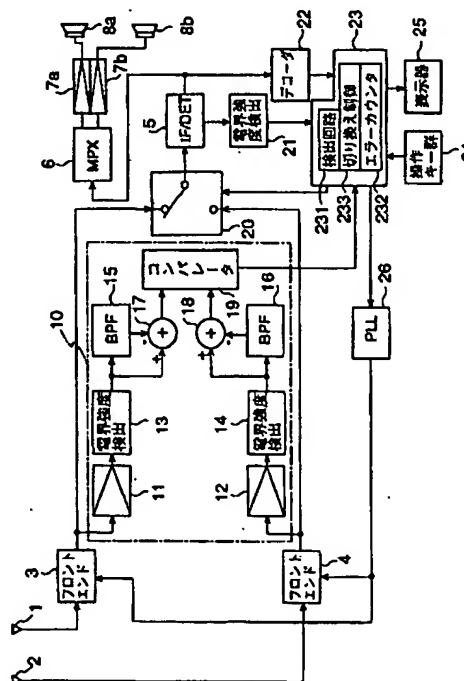 8a
8b
7a
7b
6
MPX
22
デコーダ
5
IF/DET
電界強度検出
21
23
検出回路
切り換え制御
エラーカウンタ
231
233
232
25
操作
キー群
20
10
15
BPF
17
コンパレータ
19
18
16
BPF
+
-
+
+
-
+
電界強度
検出
13
電界強度
検出
14
11
12
26
PLL
3
フロント
エンド
4
フロント
エンド
1
2